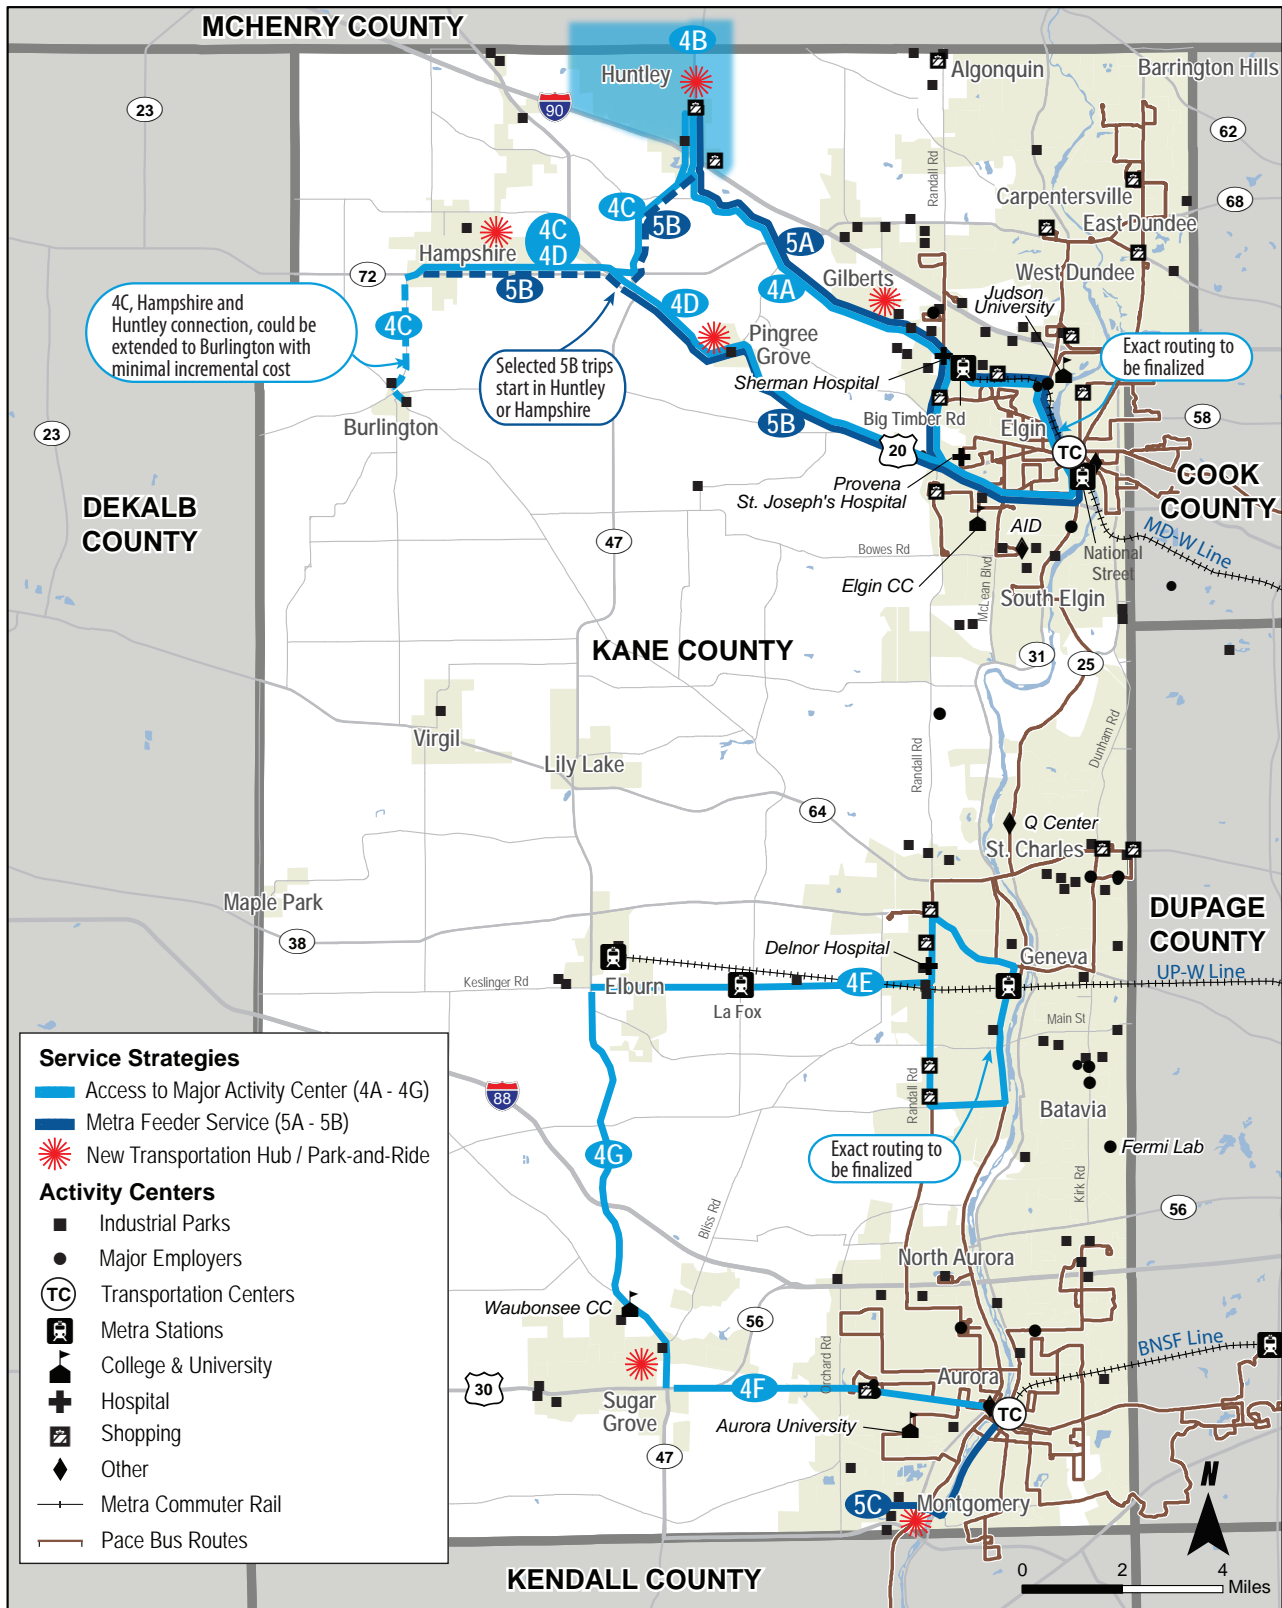 MCHENRY COUNTY
4B
Huntley
Algonquin
Barrington Hills
23
90
62
Randall Rd
Carpentersville
68
4C
5B
East Dundee
4C
4D
5A
Hampshire
72
5B
4A
Gilberts
West Dundee
Judson
University
4C, Hampshire and
Huntley connection, could be
extended to Burlington with
minimal incremental cost
4C
4D
Pingree
Grove
Exact routing to
be finalized
Selected 5B trips
start in Huntley
or Hampshire
Sherman Hospital
Big Timber Rd
5B
Burlington
Elgin
58
23
20
TC
Provena
St. Joseph's Hospital
COOK
COUNTY
DEKALB
COUNTY
47
AID
Bowes Rd
National
Street
MD-W Line
Elgin CC
McLean Blvd
South Elgin
KANE COUNTY
31
25
Virgil
Lily Lake
Randall Rd
Dunham Rd
64
Q Center
St. Charles
Maple Park
DUPAGE
COUNTY
38
Delnor Hospital
Geneva
UP-W Line
Keslinger Rd
Elburn
4E
La Fox
Main St
88
Randall Rd
Batavia
Exact routing to
be finalized
Fermi Lab
4G
Kirk Rd
Bliss Rd
56
North Aurora
Waubonsee CC
56
Orchard Rd
BNSF Line
30
4F
Aurora
Sugar
Grove
Aurora University
TC
47
5C
Montgomery
KENDALL COUNTY
N
0 2 4
Miles
Service Strategies
Access to Major Activity Center (4A - 4G)
Metra Feeder Service (5A - 5B)
New Transportation Hub / Park-and-Ride
Activity Centers
Industrial Parks
Major Employers
TC Transportation Centers
Metra Stations
College & University
Hospital
Shopping
Other
Metra Commuter Rail
Pace Bus Routes